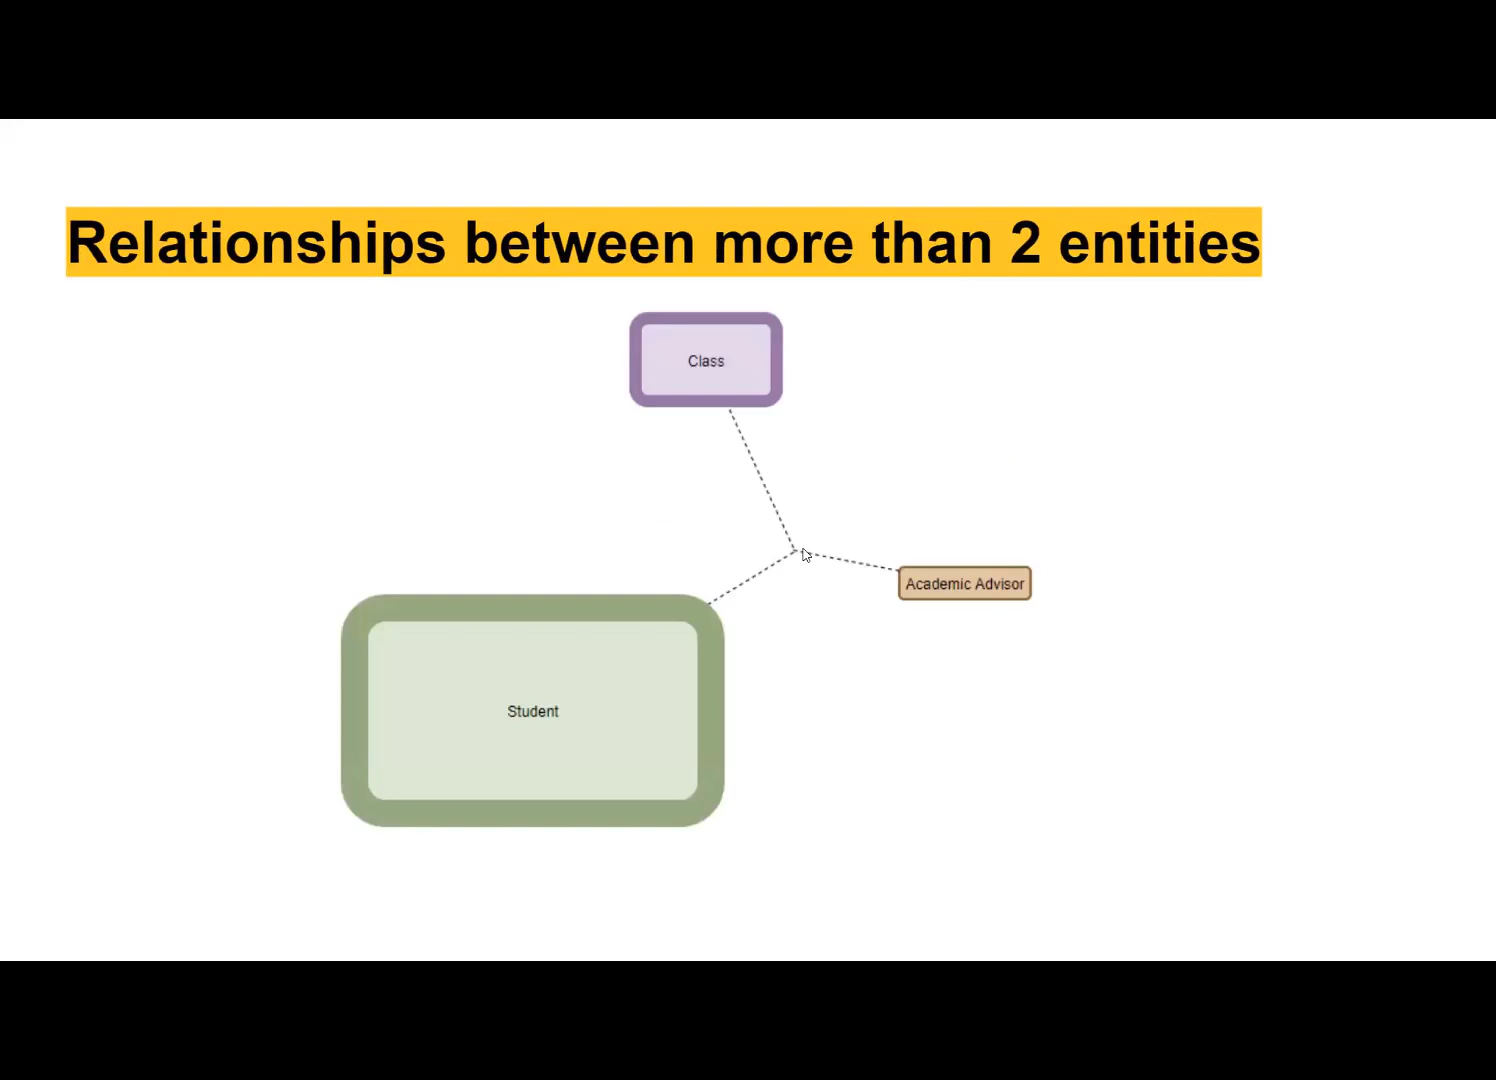 Relationships between more than 2 entities
Class
Academic Advisor
Student